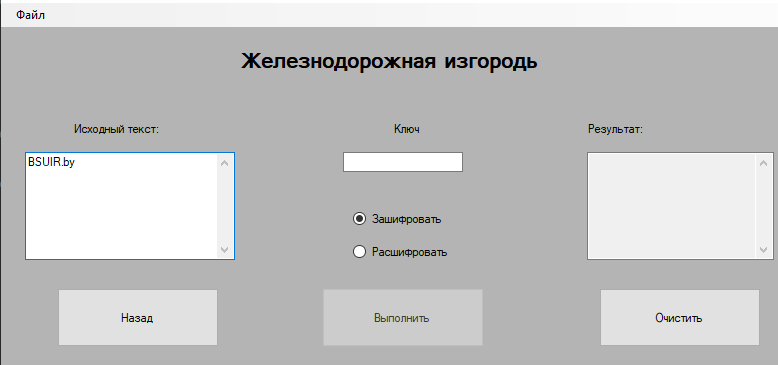 Файл
Железнодорожная изгородь
Исходный текст:
Ключ
Результат:
BSUIR.by
Зашифровать
Расшифровать
Назад
Выполнить
Очистить